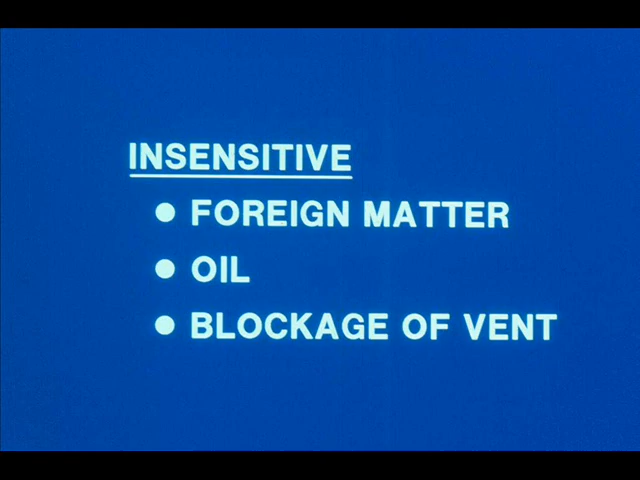 INSENSITIVE
● FOREIGN MATTER
● OIL
● BLOCKAGE OF VENT